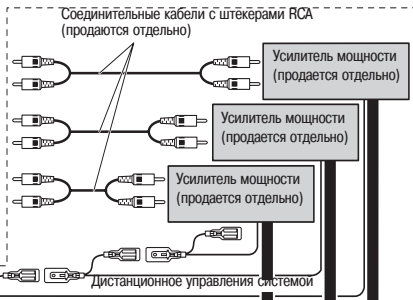 Соединительные кабели с штекерами RCA
(продаются отдельно)
Усилитель мощности
(продается отдельно)
Усилитель мощности
(продается отдельно)
Усилитель мощности
(продается отдельно)
Дистанционное управления системой